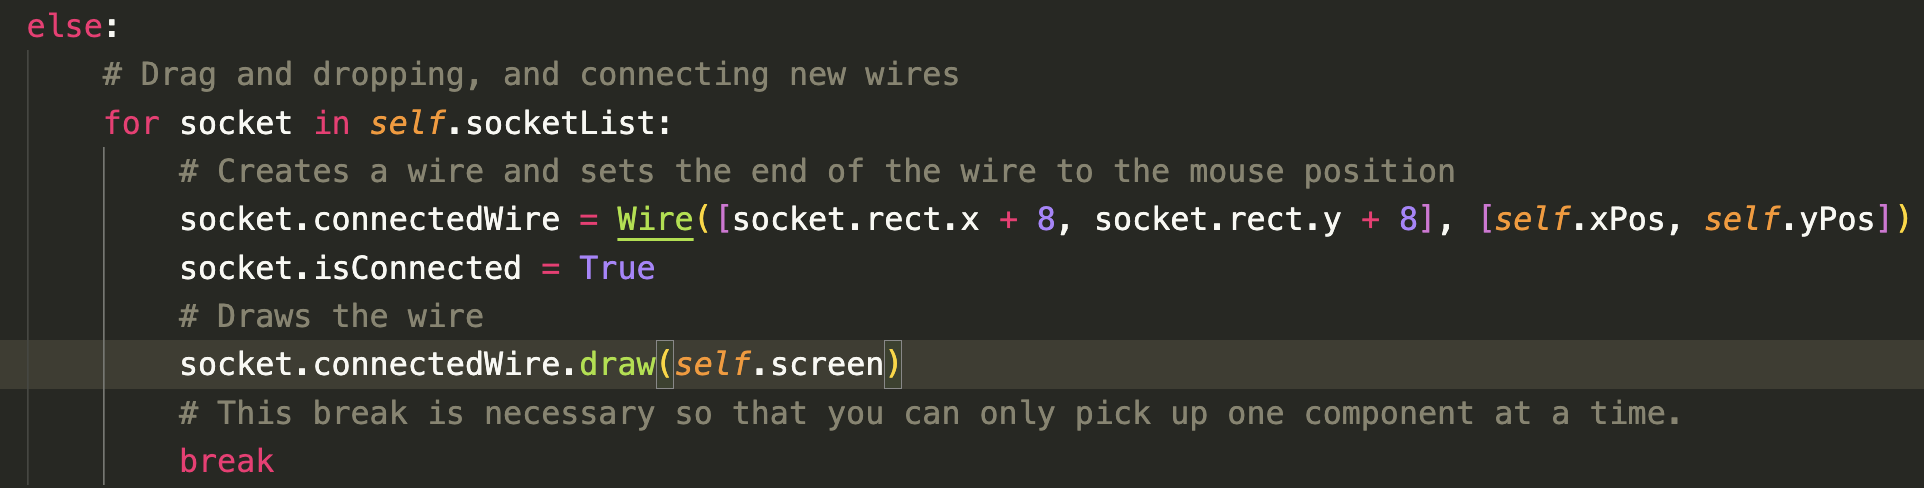 else:
# Drag and dropping, and connecting new wires
for socket in self.socketList:
# Creates a wire and sets the end of the wire to the mouse position
socket.connectedWire = Wire([socket.rect.x + 8, socket.rect.y + 8], [self.xPos, self.yPos])
socket.isConnected = True
# Draws the wire
socket.connectedWire.draw(self.screen)
# This break is necessary so that you can only pick up one component at a time.
break